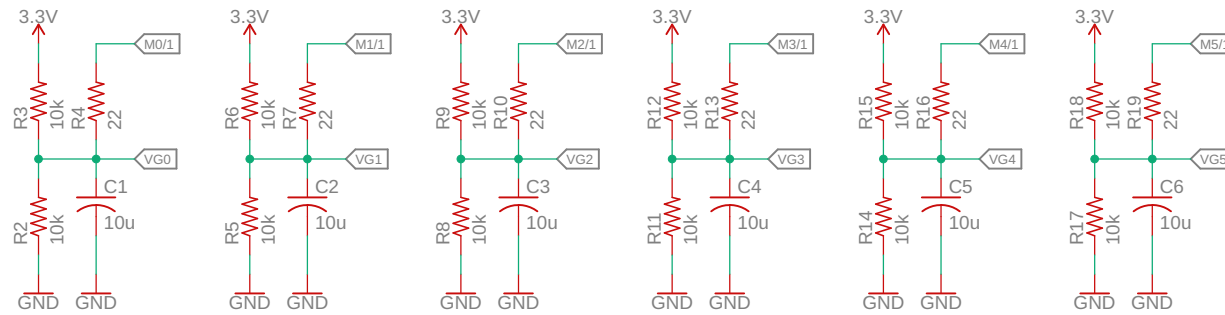 3.3V 3.3V 3.3V 3.3V 3.3V 3.3V
M0/1 M1/1 M2/1 M3/1 M4/1 M5/1
R3 10k R4 22 R6 10k R7 22 R9 10k R10 22 R12 10k R13 22 R15 10k R16 22 R18 10k R19 22
VG0 VG1 VG2 VG3 VG4 VG5
C1 C2 C3 C4 C5 C6
R2 10k 10u R5 10k 10u R8 10k 10u R11 10k 10u R14 10k 10u R17 10k 10u
GND GND GND GND GND GND GND GND GND GND GND GND